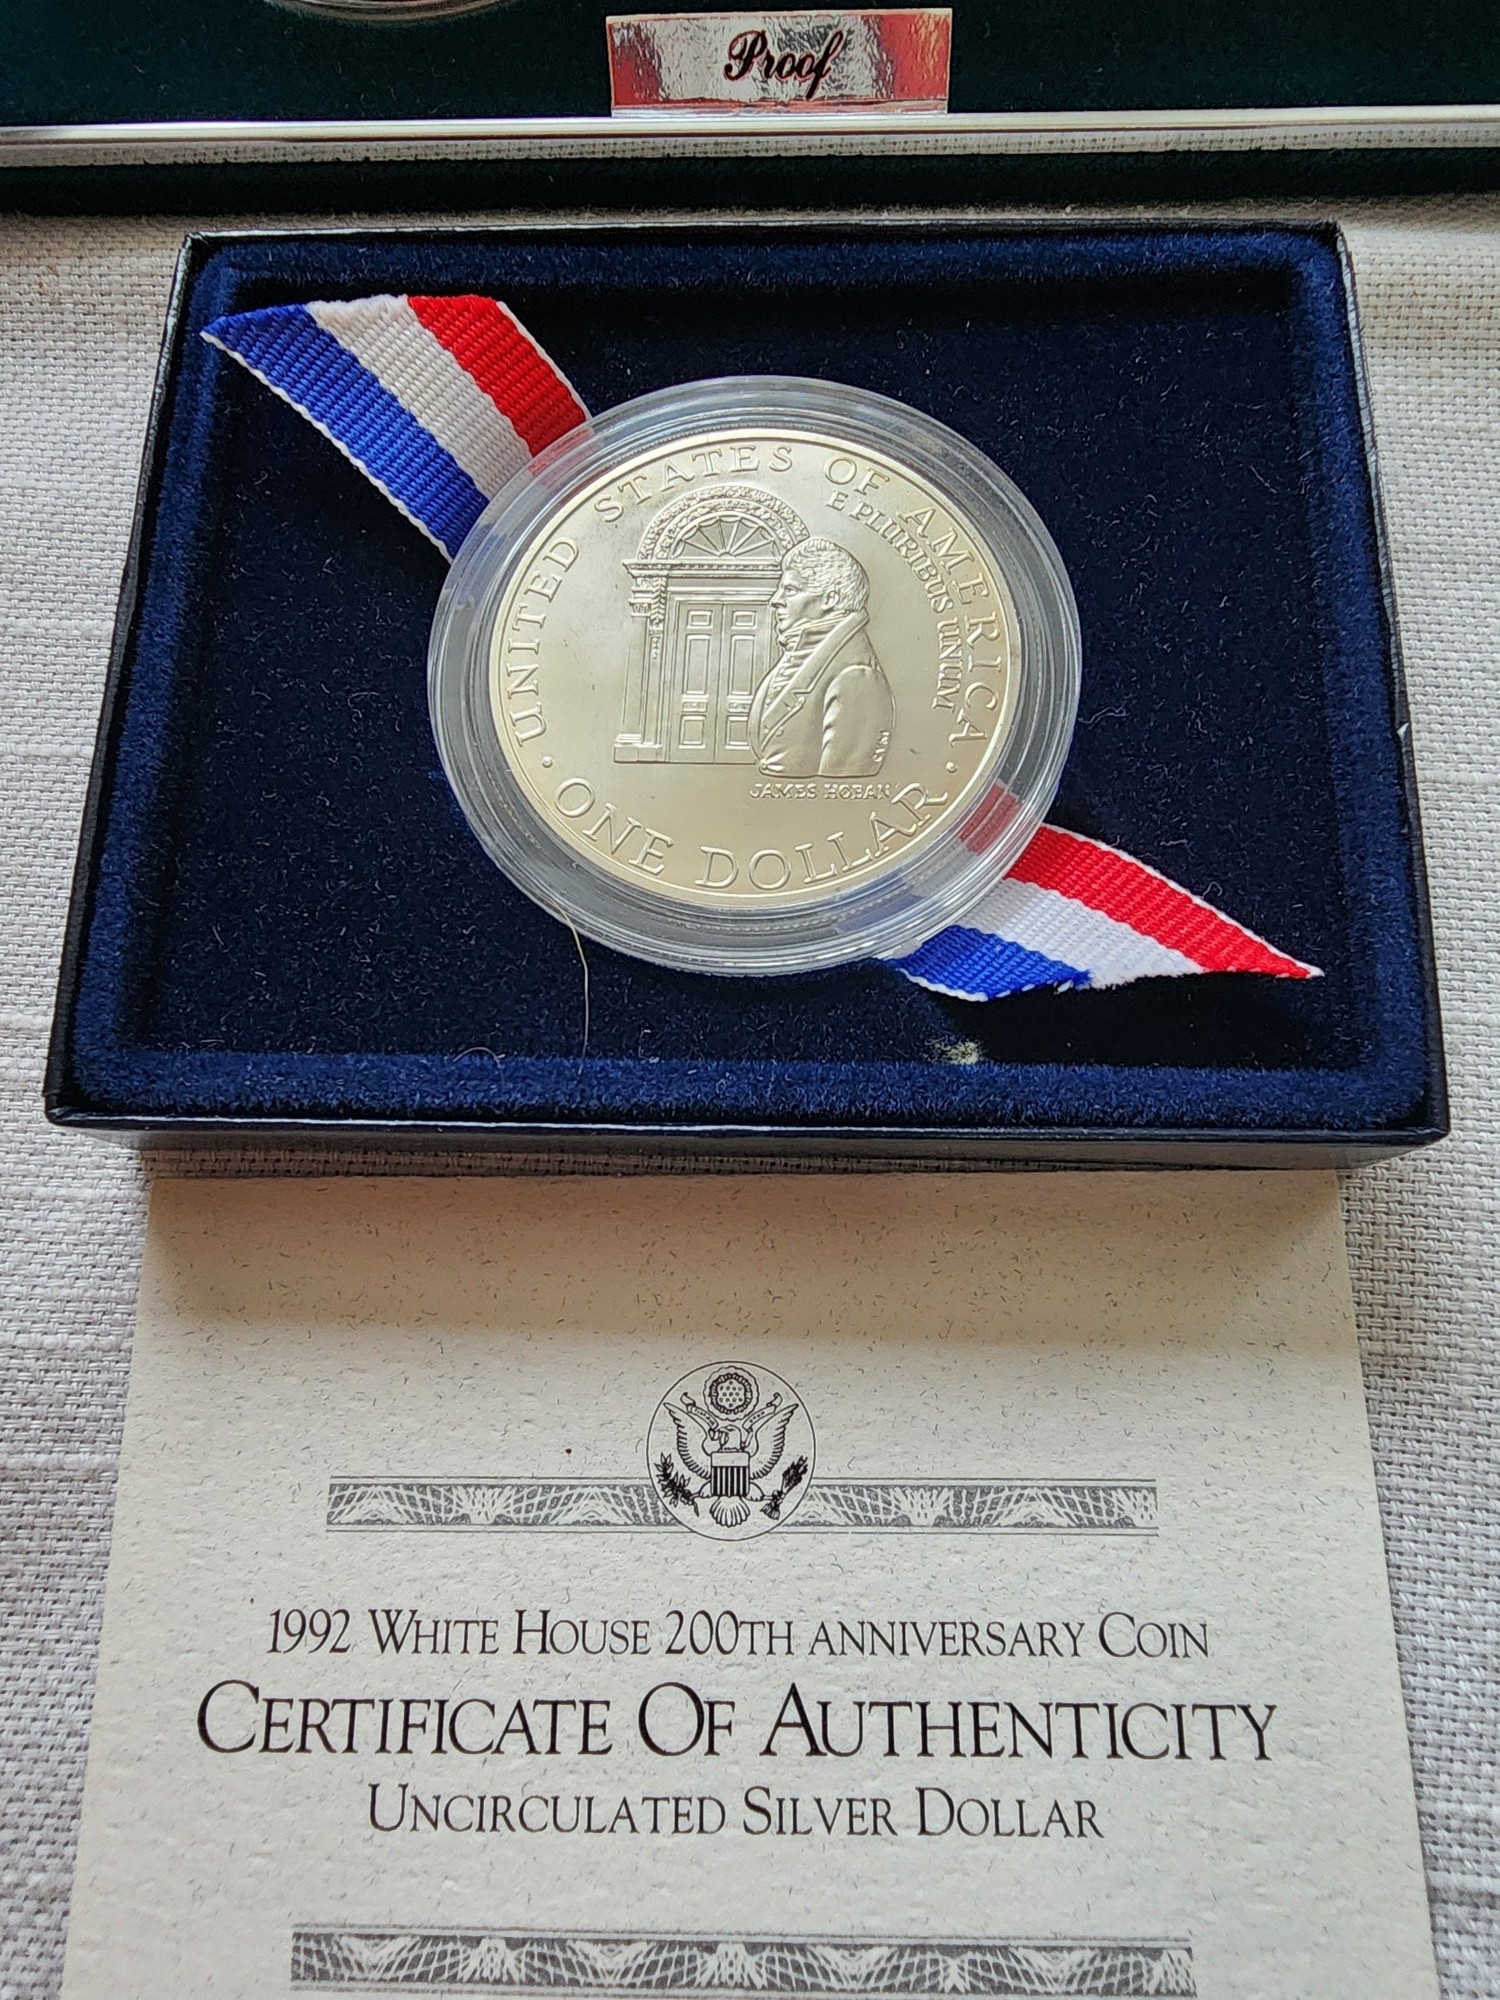 Proof
UNITED STATES OF AMERICA
E PLURIBUS UNUM
JAMES HOBAN
· ONE DOLLAR ·
1992 WHITE HOUSE 200TH ANNIVERSARY COIN
CERTIFICATE OF AUTHENTICITY
UNCIRCULATED SILVER DOLLAR